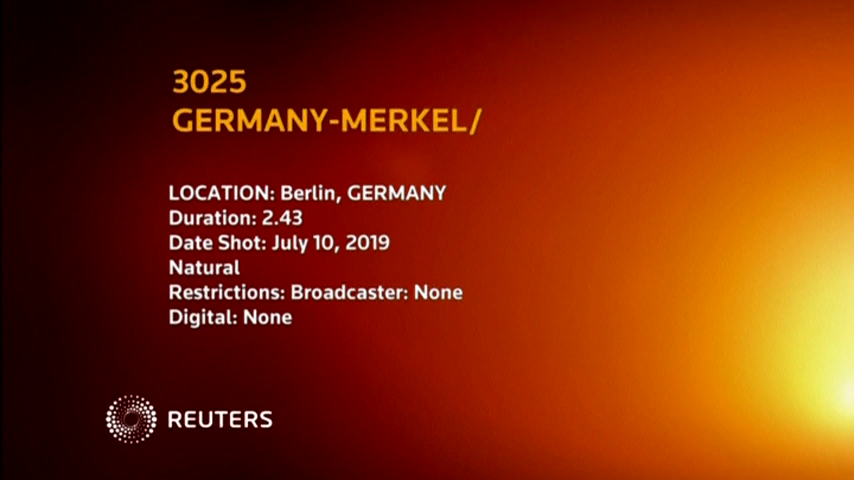 3025
GERMANY-MERKEL/
LOCATION: Berlin, GERMANY
Duration: 2.43
Date Shot: July 10, 2019
Natural
Restrictions: Broadcaster: None
Digital: None
REUTERS